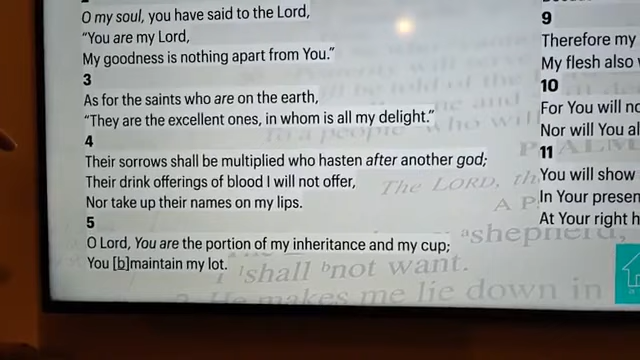 O my soul, you have said to the Lord,
“You are my Lord,
My goodness is nothing apart from You.”
3
As for the saints who are on the earth,
“They are the excellent ones, in whom is all my delight.”
4
Their sorrows shall be multiplied who hasten after another god;
Their drink offerings of blood I will not offer,
Nor take up their names on my lips.
5
O Lord, You are the portion of my inheritance and my cup;
You [b]maintain my lot.
9
Therefore my
My flesh also
10
For You will
Nor will You
11
You will show
In Your
At Your right
The LORD,
shepherd,
shall not want.
He makes me lie down in